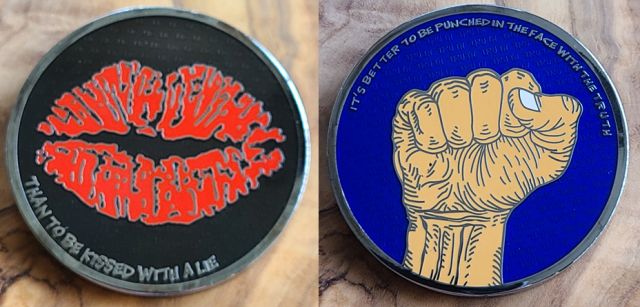 THAN TO BE KISSED WITH A LIE
IT'S BETTER TO BE PUNCHED IN THE FACE WITH THE TRUTH